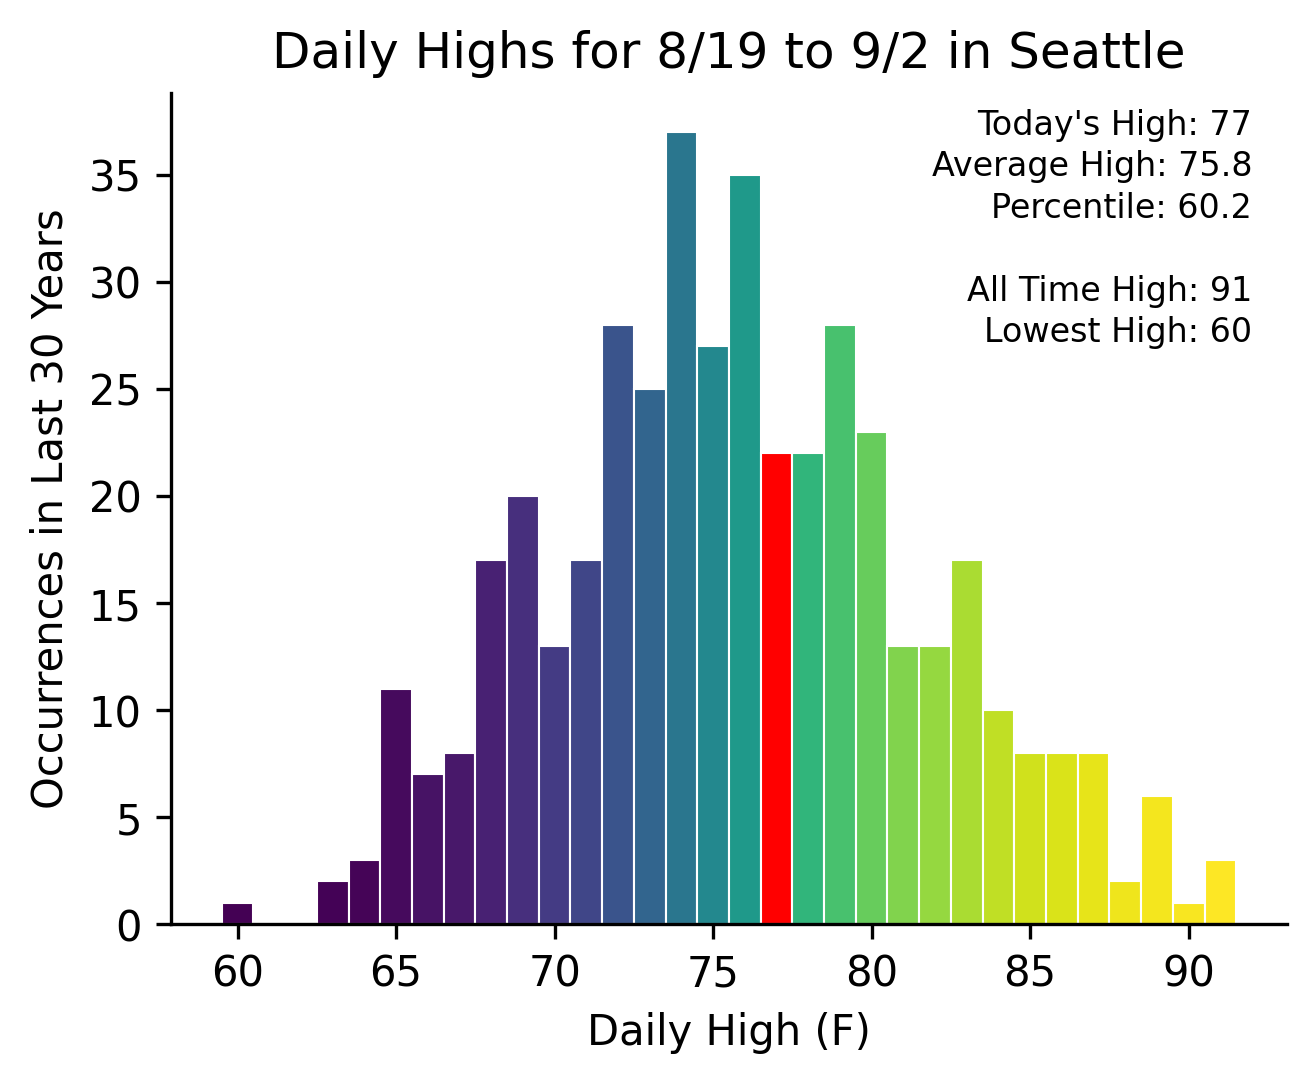 Daily Highs for 8/19 to 9/2 in Seattle
Today's High: 77
Average High: 75.8
Percentile: 60.2
All Time High: 91
Lowest High: 60
Occurrences in Last 30 Years
35
30
25
20
15
10
5
0
60 65 70 75 80 85 90
Daily High (F)